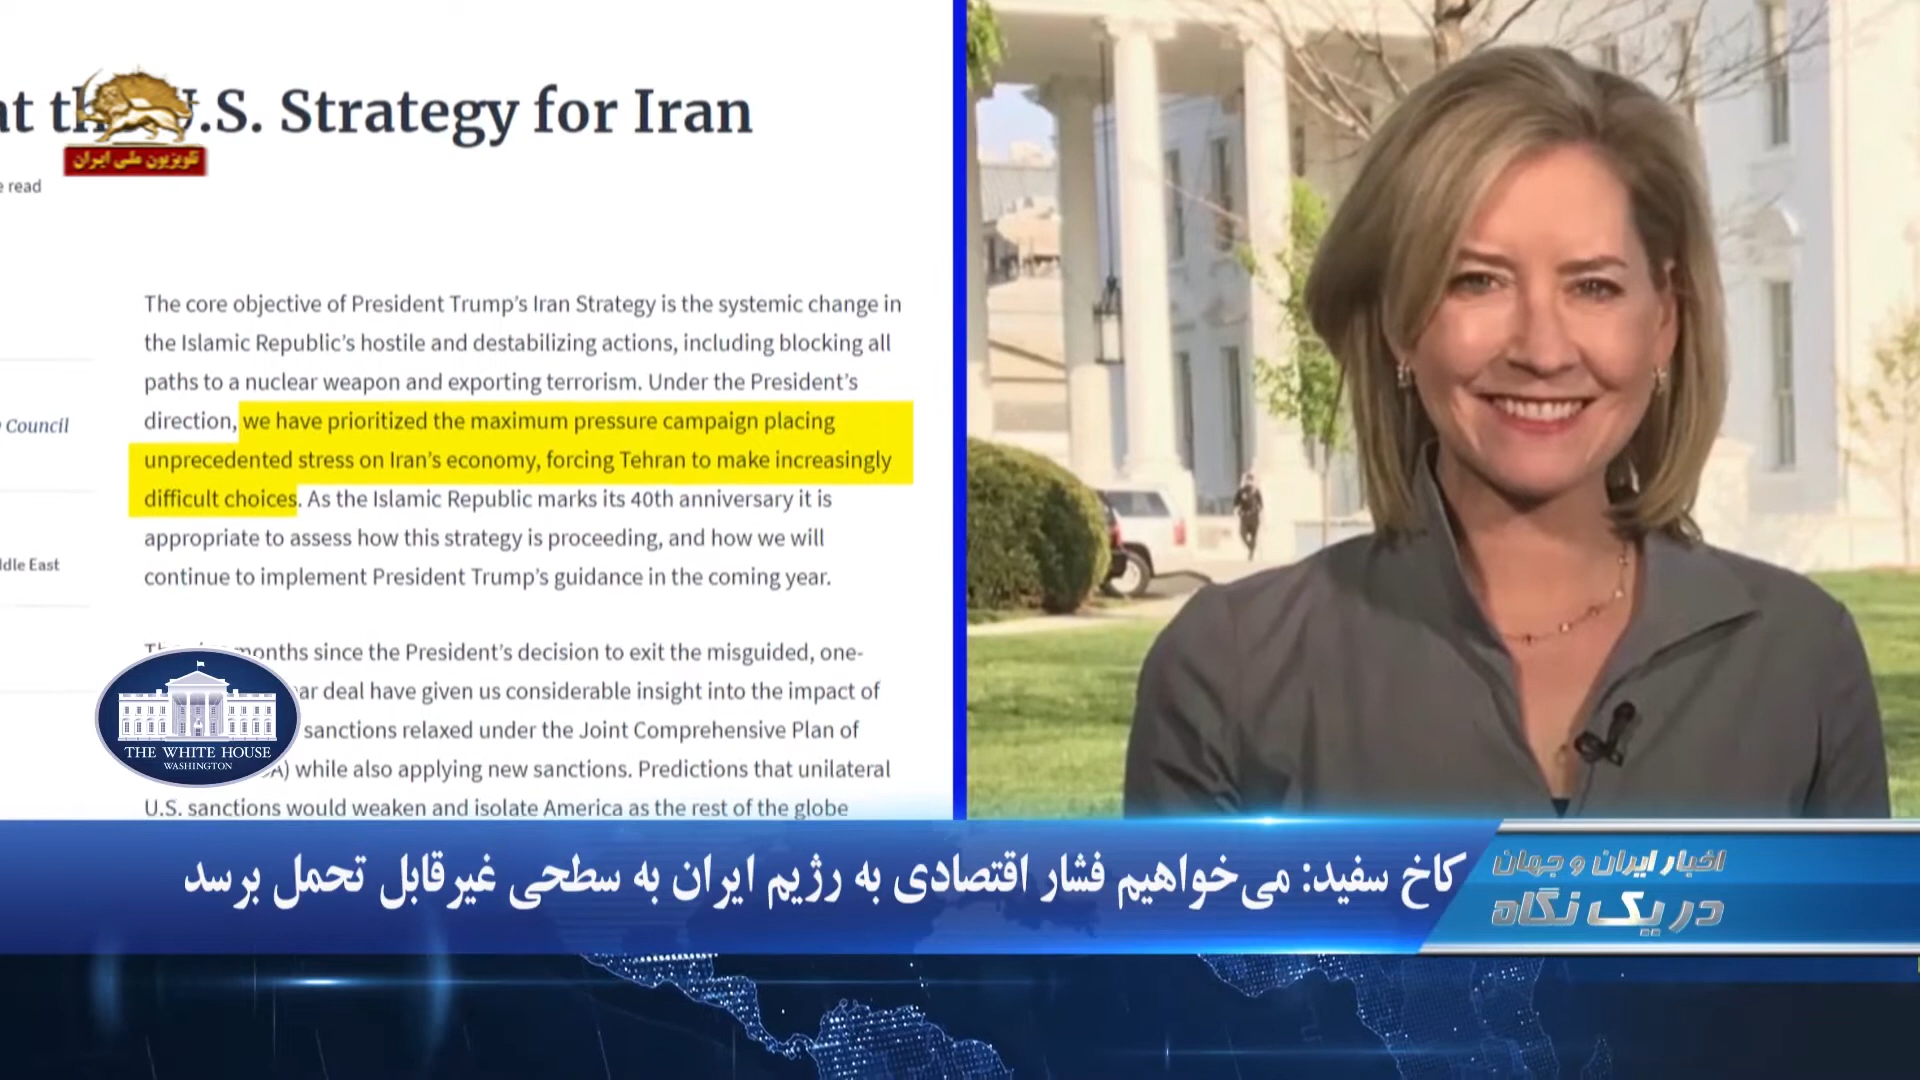 at th U.S. Strategy for Iran
تلویزیون ملی ایران
e read
The core objective of President Trump's Iran Strategy is the systemic change in
the Islamic Republic's hostile and destabilizing actions, including blocking all
paths to a nuclear weapon and exporting terrorism. Under the President's
direction, we have prioritized the maximum pressure campaign placing
unprecedented stress on Iran's economy, forcing Tehran to make increasingly
difficult choices. As the Islamic Republic marks its 40th anniversary it is
appropriate to assess how this strategy is proceeding, and how we will
continue to implement President Trump's guidance in the coming year.
Council
ddle East
months since the President's decision to exit the misguided, one-
ar deal have given us considerable insight into the impact of
sanctions relaxed under the Joint Comprehensive Plan of
A) while also applying new sanctions. Predictions that unilateral
U.S. sanctions would weaken and isolate America as the rest of the globe
THE WHITE HOUSE
WASHINGTON
اخبار ایران و جهان
در یک نگاه
کاخ سفید: می‌خواهیم فشار اقتصادی به رژیم ایران به سطحی غیرقابل تحمل برسد